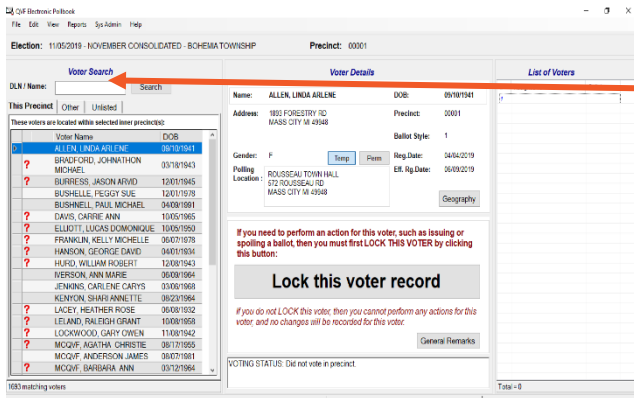 QVF Electronic Pollbook
File Edit View Reports Sys Admin Help
Election: 11/05/2019 - NOVEMBER CONSOLIDATED - BOHEMIA TOWNSHIP Precinct: 00001
Voter Search
DLN / Name: Search
This Precinct Other Unlisted
These voters are located within selected inner precinct(s):
Voter Name DOB
ALLEN, LINDA ARLENE 09/10/1941
? BRADFORD, JOHNATHON MICHAEL 03/18/1943
? BURRESS, JASON ARVID 12/01/1945
BUSHELLE, PEGGY SUE 12/01/1978
BUSHNELL, PAUL MICHAEL 04/09/1991
? DAVIS, CARRIE ANN 10/05/1965
? ELLIOTT, LUCAS DOMONIQUE 10/05/1950
? FRANKLIN, KELLY MICHELLE 06/07/1978
? HANSON, GEORGE DAVID 04/01/1934
? HURD, WILLIAM ROBERT 12/08/1943
IVERSON, ANN MARIE 06/09/1964
JENKINS, CARLENE CARYS 03/06/1968
KENYON, SHARI ANNETTE 08/23/1964
? LACEY, HEATHER ROSE 06/08/1932
? LELAND, RALEIGH GRANT 10/08/1958
? LOCKWOOD, GARY OWEN 11/08/1942
? MCQVF, AGATHA CHRISTIE 08/17/1955
MCQVF, ANDERSON JAMES 08/07/1981
? MCQVF, BARBARA ANN 03/12/1964
1693 matching voters
Voter Details
Name: ALLEN, LINDA ARLENE DOB: 09/10/1941
Address: 1893 FORESTRY RD Precinct: 00001
MASS CITY MI 49948
Ballot Style: 1
Gender: F Temp Perm Reg.Date: 04/04/2019
Polling Location: ROUSSEAU TOWN HALL Eff. Rg.Date: 05/09/2019
572 ROUSSEAU RD
MASS CITY MI 49948
Geography
If you need to perform an action for this voter, such as issuing or
spoiling a ballot, then you must first LOCK THIS VOTER by clicking
this button:
Lock this voter record
If you do not LOCK this voter, then you cannot perform any actions for this
voter, and no changes will be recorded for this voter.
General Remarks
VOTING STATUS: Did not vote in precinct.
List of Voters
Total = 0